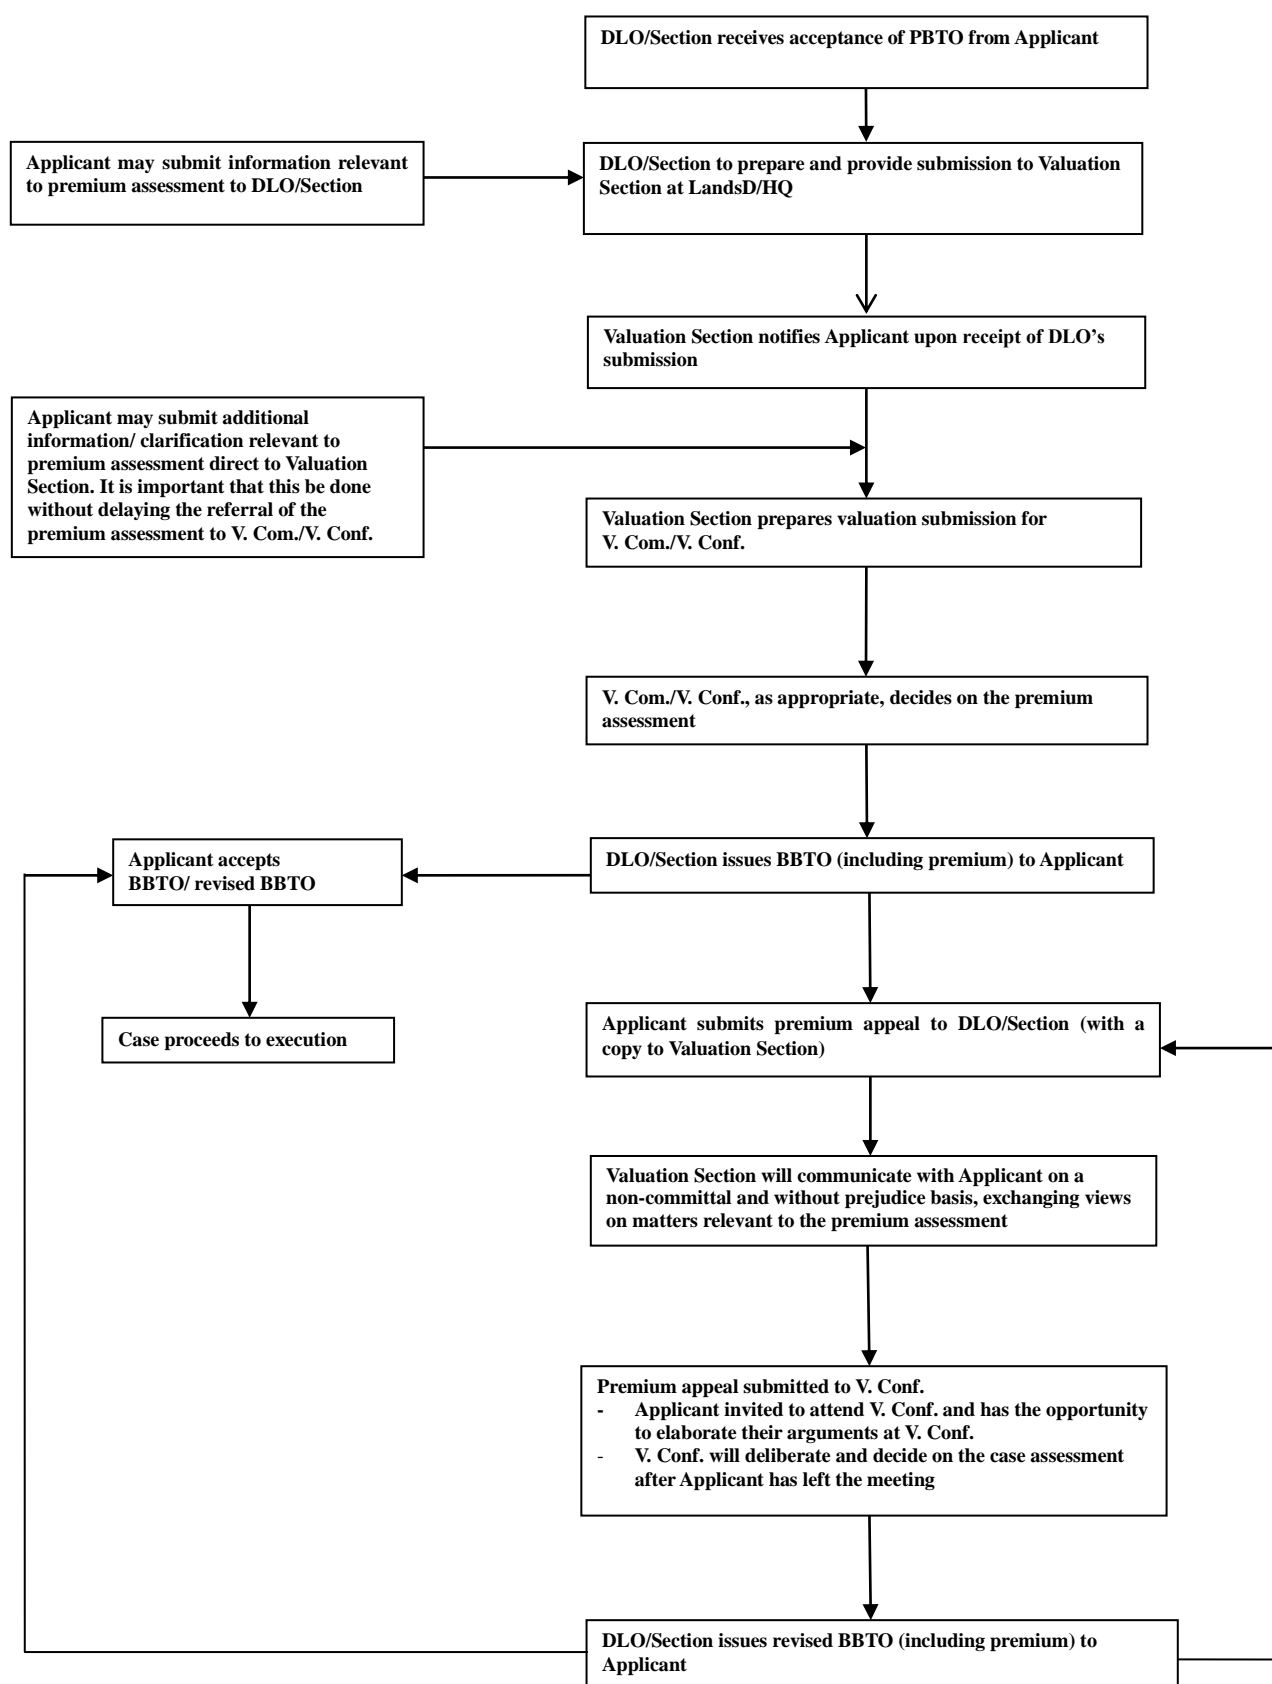 DLO/Section receives acceptance of PBTO from Applicant
Applicant may submit information relevant
to premium assessment to DLO/Section
DLO/Section to prepare and provide submission to Valuation
Section at LandsD/HQ
Valuation Section notifies Applicant upon receipt of DLO’s
submission
Applicant may submit additional
information/ clarification relevant to
premium assessment direct to Valuation
Section. It is important that this be done
without delaying the referral of the
premium assessment to V. Com./V. Conf.
Valuation Section prepares valuation submission for
V. Com./V. Conf.
V. Com./V. Conf., as appropriate, decides on the premium
assessment
Applicant accepts
BBTO/ revised BBTO
DLO/Section issues BBTO (including premium) to Applicant
Case proceeds to execution
Applicant submits premium appeal to DLO/Section (with a
copy to Valuation Section)
Valuation Section will communicate with Applicant on a
non-committal and without prejudice basis, exchanging views
on matters relevant to the premium assessment
Premium appeal submitted to V. Conf.
- Applicant invited to attend V. Conf. and has the opportunity
to elaborate their arguments at V. Conf.
- V. Conf. will deliberate and decide on the case assessment
after Applicant has left the meeting
DLO/Section issues revised BBTO (including premium) to
Applicant